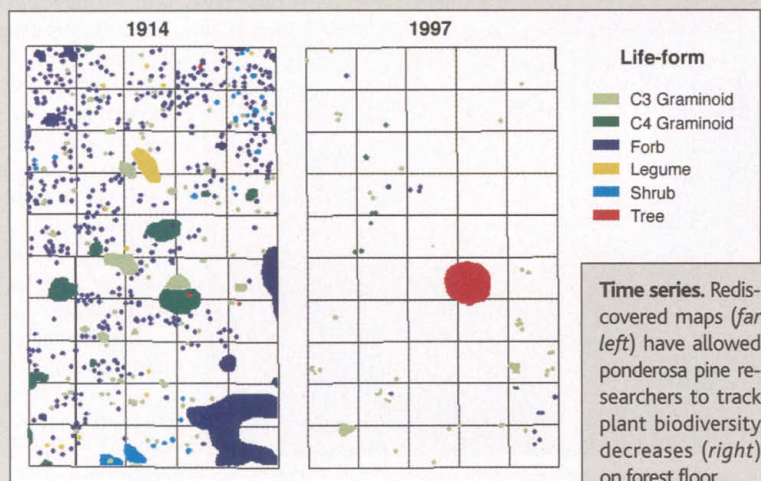 1914
1997
Life-form
C3 Graminoid
C4 Graminoid
Forb
Legume
Shrub
Tree
Time series. Redis-
covered maps (far
left) have allowed
ponderosa pine re-
searchers to track
plant biodiversity
decreases (right)
on forest floor.